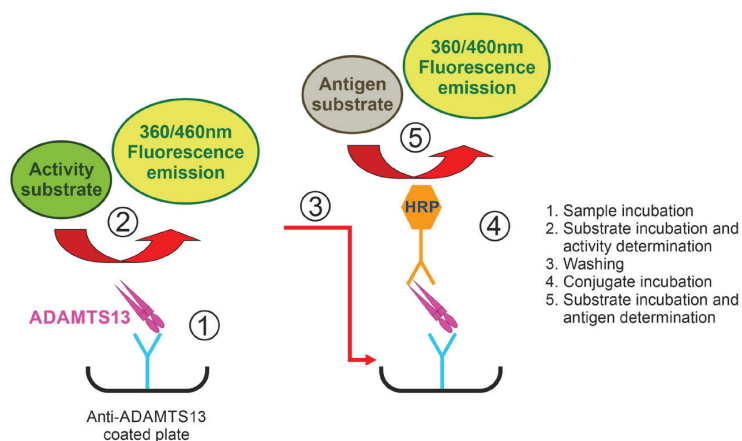 360/460nm
Fluorescence
emission
Activity
substrate
2
ADAMTS13
1
Anti-ADAMTS13
coated plate
3
360/460nm
Fluorescence
emission
Antigen
substrate
5
HRP
4
1. Sample incubation
2. Substrate incubation and
activity determination
3. Washing
4. Conjugate incubation
5. Substrate incubation and
antigen determination